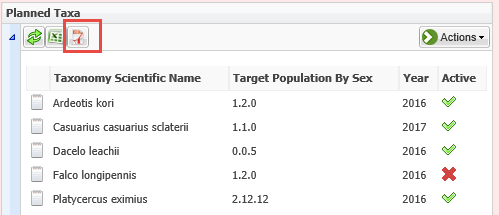 Planned Taxa
Actions
Taxonomy Scientific Name Target Population By Sex Year Active
Ardeotis kori 1.2.0 2016
Casuarius casuarius sclaterii 1.1.0 2017
Dacelo leachii 0.0.5 2016
Falco longipennis 1.2.0 2016
Platycercus eximius 2.12.12 2016